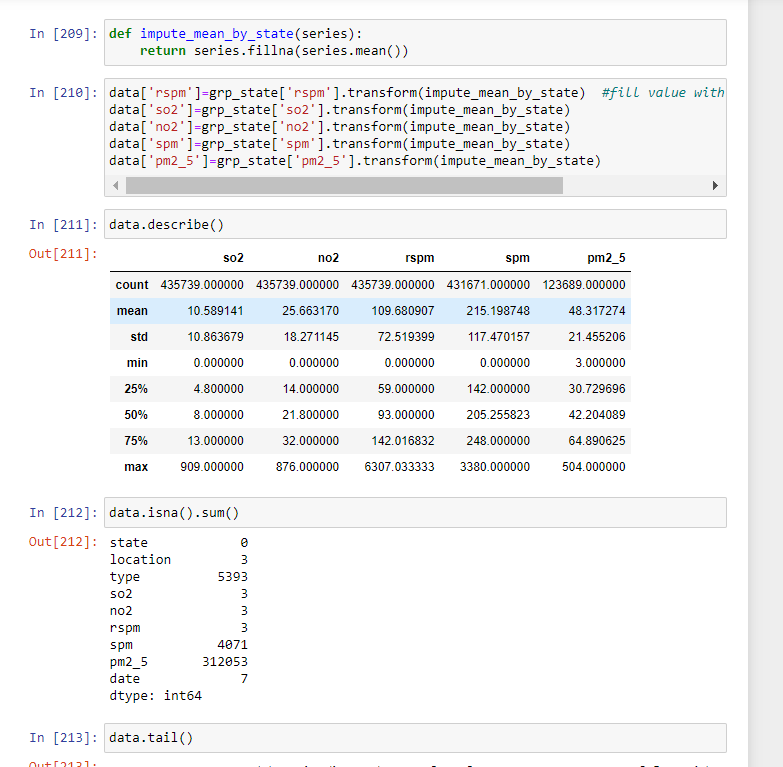 In [209]: def impute_mean_by_state(series):
return series.fillna(series.mean())
In [210]: data['rspm']=grp_state['rspm'].transform(impute_mean_by_state)  #fill value with
data['so2']=grp_state['so2'].transform(impute_mean_by_state)
data['no2']=grp_state['no2'].transform(impute_mean_by_state)
data['spm']=grp_state['spm'].transform(impute_mean_by_state)
data['pm2_5']=grp_state['pm2_5'].transform(impute_mean_by_state)
In [211]: data.describe()
Out[211]:
so2 no2 rspm spm pm2_5
count 435739.000000 435739.000000 435739.000000 431671.000000 123689.000000
mean 10.589141 25.663170 109.680907 215.198748 48.317274
std 10.863679 18.271145 72.519399 117.470157 21.455206
min 0.000000 0.000000 0.000000 0.000000 3.000000
25% 4.800000 14.000000 59.000000 142.000000 30.729696
50% 8.000000 21.800000 93.000000 205.255823 42.204089
75% 13.000000 32.000000 142.016832 248.000000 64.890625
max 909.000000 876.000000 6307.033333 3380.000000 504.000000
In [212]: data.isna().sum()
Out[212]: state 0
location 3
type 5393
so2 3
no2 3
rspm 3
spm 4071
pm2_5 312053
date 7
dtype: int64
In [213]: data.tail()
Out[213]: